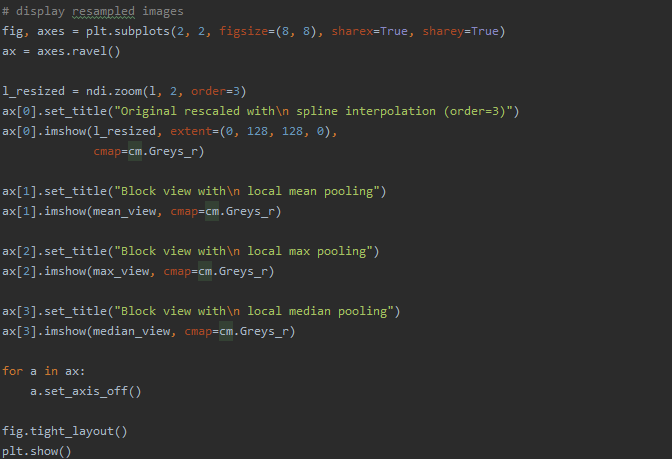 # display resampled images
fig, axes = plt.subplots(2, 2, figsize=(8, 8), sharex=True, sharey=True)
ax = axes.ravel()
l_resized = ndi.zoom(l, 2, order=3)
ax[0].set_title("Original rescaled with\n spline interpolation (order=3)")
ax[0].imshow(l_resized, extent=(0, 128, 128, 0),
             cmap=cm.Greys_r)
ax[1].set_title("Block view with\n local mean pooling")
ax[1].imshow(mean_view, cmap=cm.Greys_r)
ax[2].set_title("Block view with\n local max pooling")
ax[2].imshow(max_view, cmap=cm.Greys_r)
ax[3].set_title("Block view with\n local median pooling")
ax[3].imshow(median_view, cmap=cm.Greys_r)
for a in ax:
    a.set_axis_off()
fig.tight_layout()
plt.show()